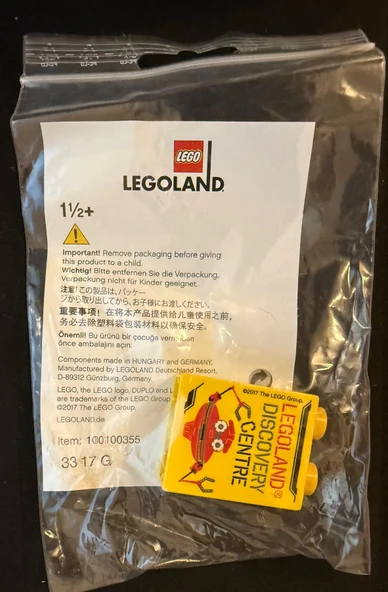 LEGO
LEGOLAND
1½+
Important! Remove packaging before giving
this product to a child.
Wichtig! Bitte entfernen Sie die Verpackung,
Verpackung nicht für Kinder geeignet.
注意!この製品は、パッケー
ジから取り出してから、お子様にお渡しください。
重要事项! 在将本产品提供给儿童使用之前,
务必去除塑料袋包装材料以确保安全。
Önemli! Bu ürünü bir çocuğa vermeden
önce ambalajını açın.
Components made in HUNGARY and GERMANY,
Manufactured by LEGOLAND Deutschland Resort,
D-89312 Günzburg, Germany
LEGO, the LEGO logo, DUPLO and L
are trademarks of the LEGO Group
©2017 The LEGO Group.
LEGOLAND.de
Item: 100100355
33 17 G
©2017 The LEGO Group.
LEGOLAND®
DISCOVERY
CENTRE